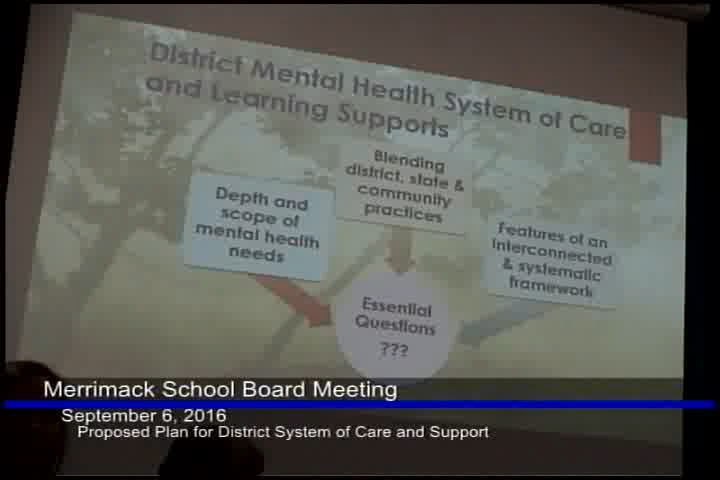 District Mental Health System of Care
and Learning Supports
Depth and
scope of
mental health
needs
Blending
district, state &
community
practices
Features of an
interconnected
& systematic
framework
Essential
Questions
???
Merrimack School Board Meeting
September 6, 2016
Proposed Plan for District System of Care and Support